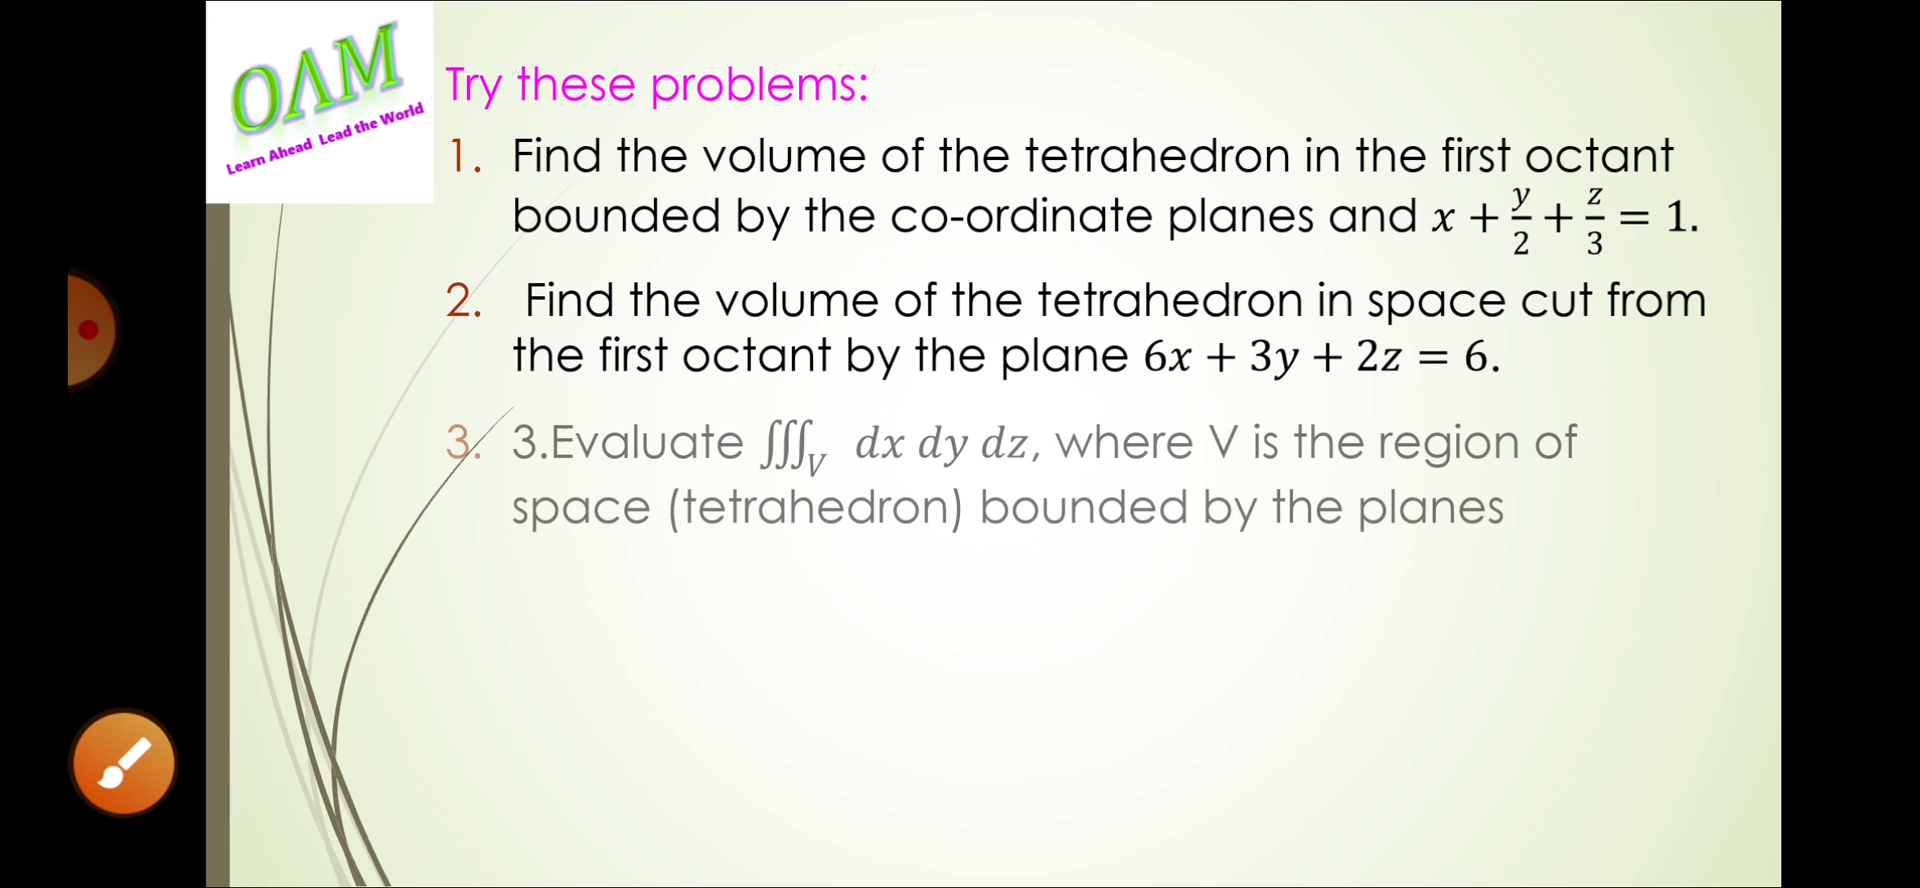 OAM
Learn Ahead Lead the World
Try these problems:
1. Find the volume of the tetrahedron in the first octant
bounded by the co-ordinate planes and x + y/2 + z/3 = 1.
2. Find the volume of the tetrahedron in space cut from
the first octant by the plane 6x + 3y + 2z = 6.
3. 3.Evaluate ∭_V dx dy dz, where V is the region of
space (tetrahedron) bounded by the planes